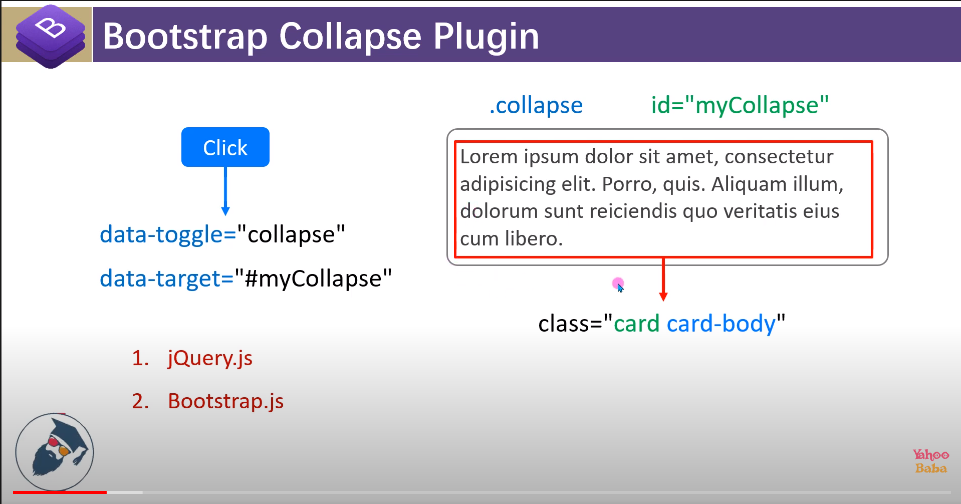 Bootstrap Collapse Plugin
.collapse id="myCollapse"
Click
Lorem ipsum dolor sit amet, consectetur
adipisicing elit. Porro, quis. Aliquam illum,
dolorum sunt reiciendis quo veritatis eius
cum libero.
data-toggle="collapse"
data-target="#myCollapse"
class="card card-body"
1. jQuery.js
2. Bootstrap.js
Yahoo
Baba